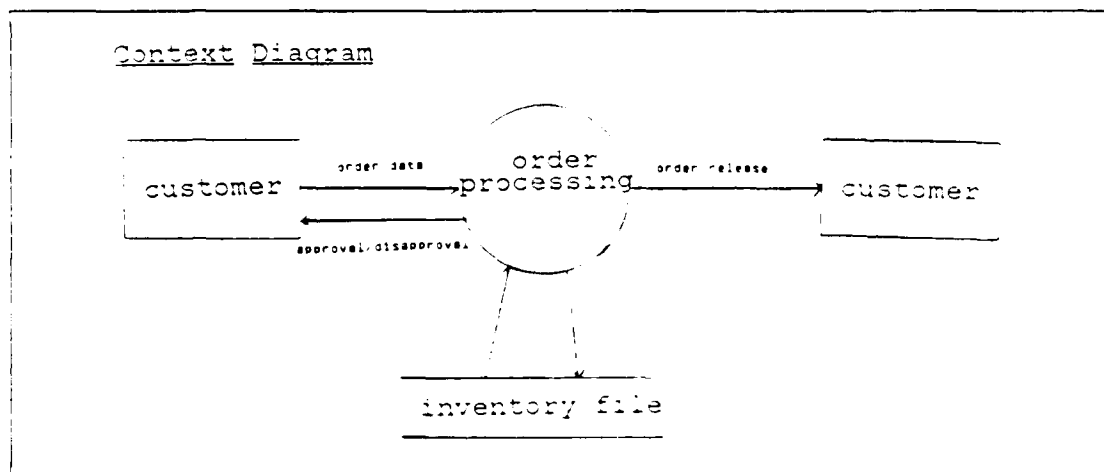 Context Diagram
order data
order
processing
order release
customer
customer
approval/disapproval
inventory file